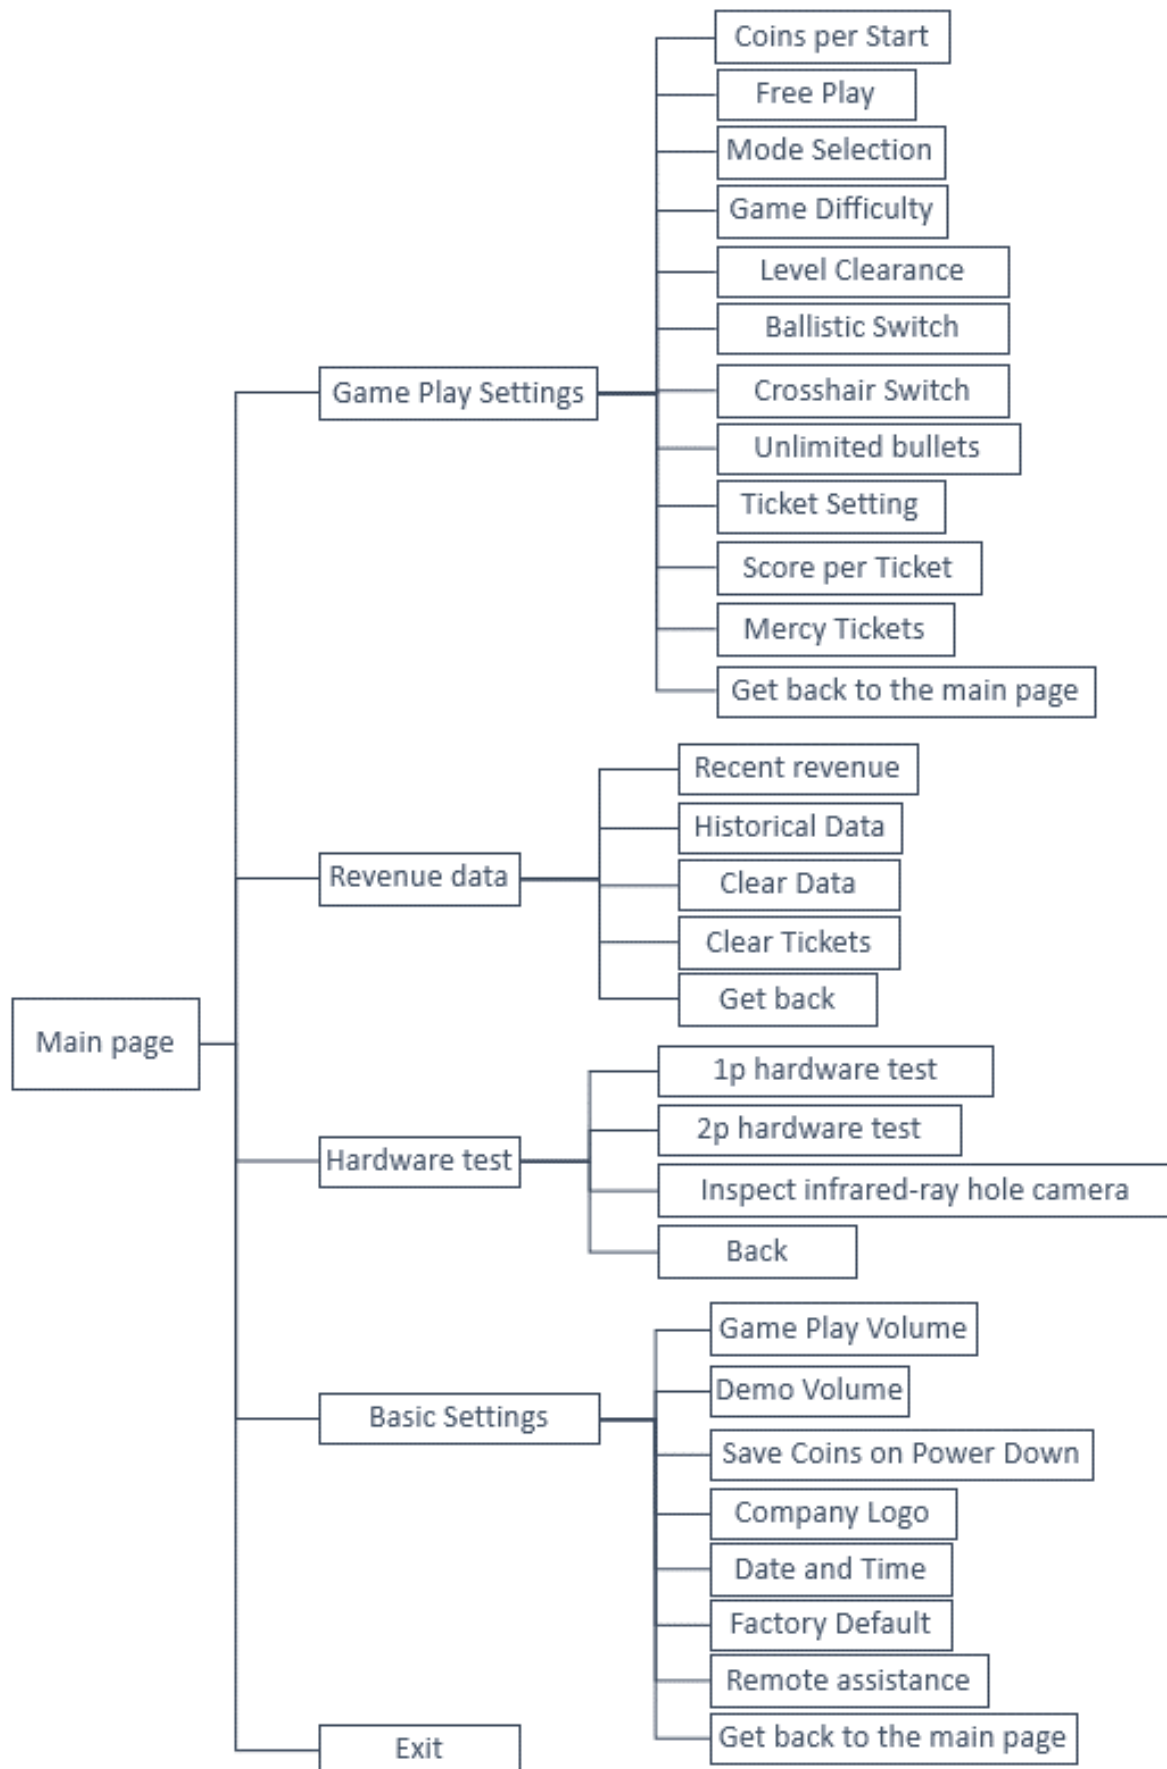 Main page
Game Play Settings
Coins per Start
Free Play
Mode Selection
Game Difficulty
Level Clearance
Ballistic Switch
Crosshair Switch
Unlimited bullets
Ticket Setting
Score per Ticket
Mercy Tickets
Get back to the main page
Revenue data
Recent revenue
Historical Data
Clear Data
Clear Tickets
Get back
Hardware test
1p hardware test
2p hardware test
Inspect infrared-ray hole camera
Back
Basic Settings
Game Play Volume
Demo Volume
Save Coins on Power Down
Company Logo
Date and Time
Factory Default
Remote assistance
Get back to the main page
Exit